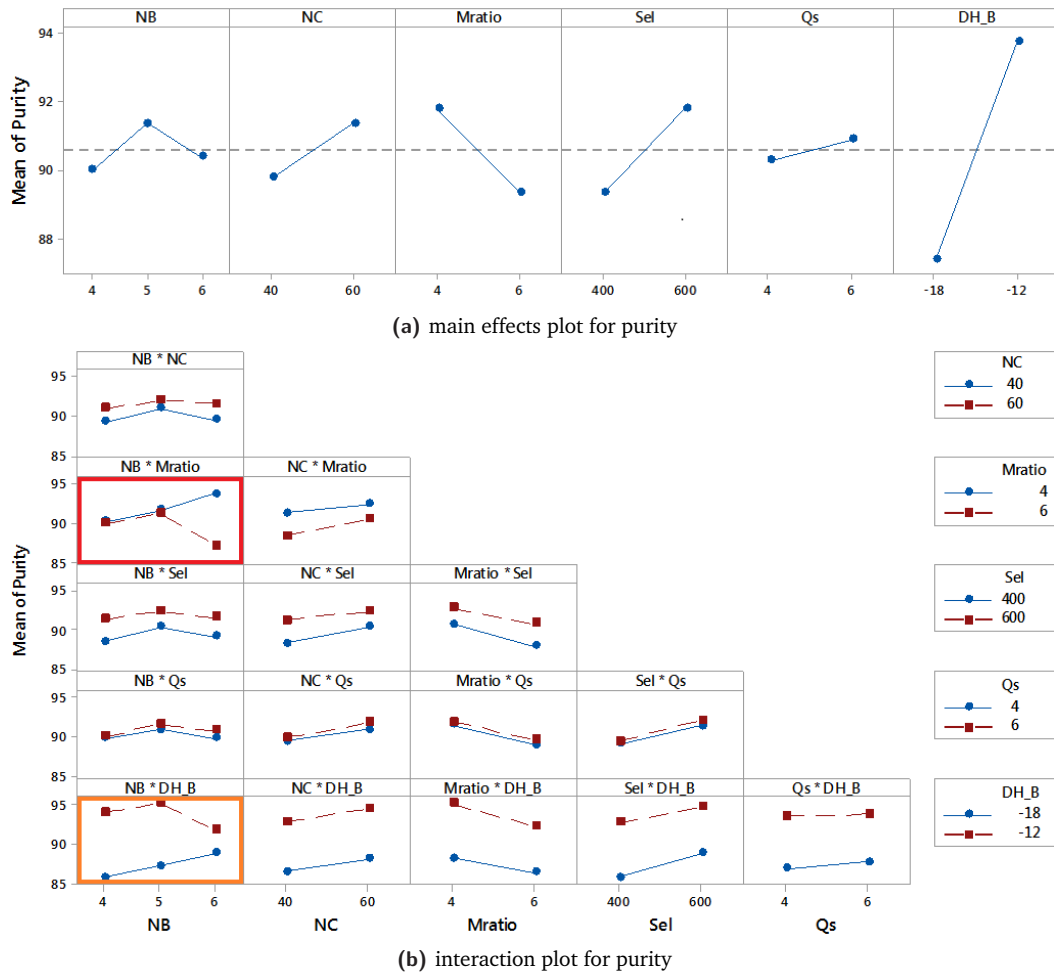 NB NC Mratio Sel Qs DH_B
Mean of Purity
94
92
90
88
4 5 6 40 60 4 6 400 600 4 6 -18 -12
(a) main effects plot for purity
NB * NC
95
90
85
NC
40
60
NB * Mratio NC * Mratio
95
90
85
Mratio
4
6
Mean of Purity
NB * Sel NC * Sel Mratio * Sel
95
90
85
Sel
400
600
NB * Qs NC * Qs Mratio * Qs Sel * Qs
95
90
85
Qs
4
6
NB * DH_B NC * DH_B Mratio * DH_B Sel * DH_B Qs * DH_B
95
90
85
DH_B
-18
-12
4 5 6 40 60 4 6 400 600 4 6
NB NC Mratio Sel Qs
(b) interaction plot for purity